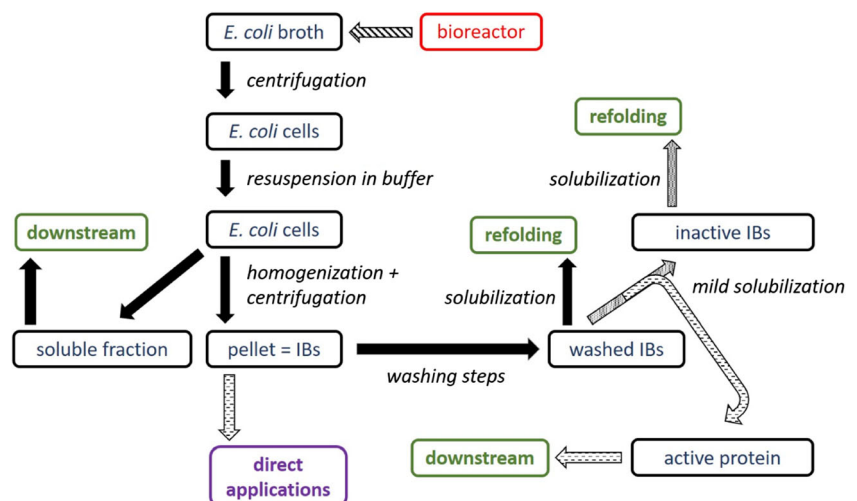 E. coli broth
bioreactor
centrifugation
E. coli cells
refolding
resuspension in buffer
solubilization
downstream
E. coli cells
refolding
inactive IBs
homogenization +
centrifugation
solubilization
mild solubilization
soluble fraction
pellet = IBs
washed IBs
washing steps
direct
applications
downstream
active protein